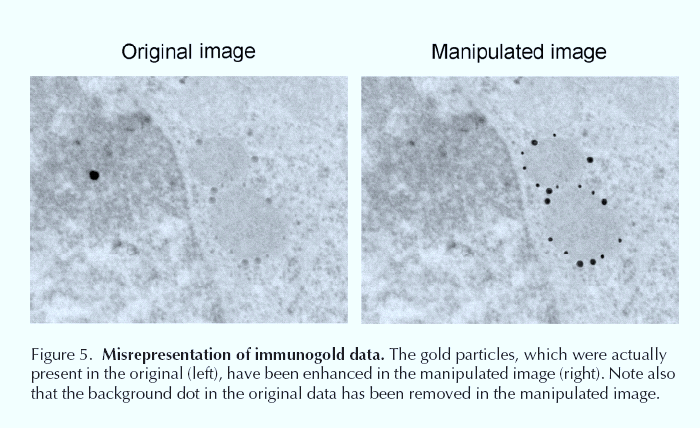 Original image
Manipulated image
Figure 5. Misrepresentation of immunogold data. The gold particles, which were actually
present in the original (left), have been enhanced in the manipulated image (right). Note also
that the background dot in the original data has been removed in the manipulated image.